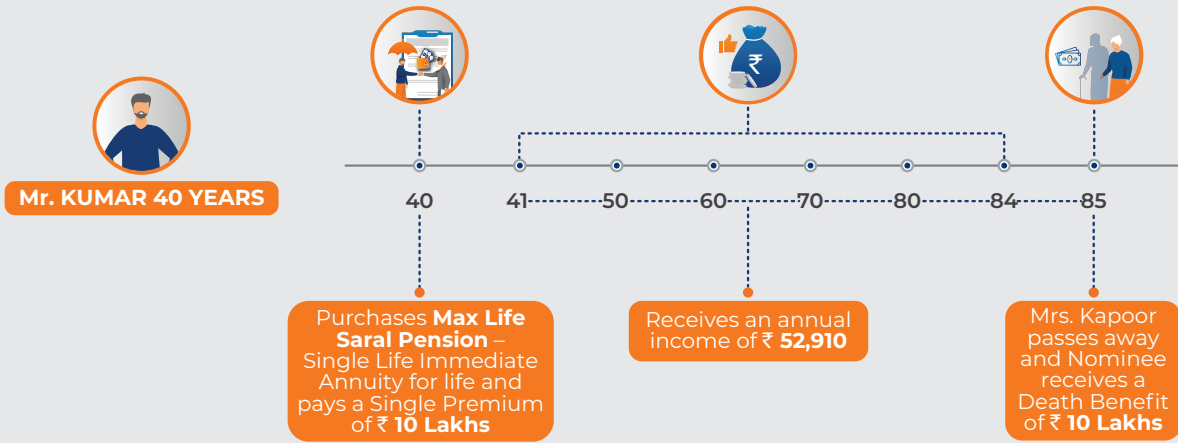 ₹
Mr. KUMAR 40 YEARS
40 41 50 60 70 80 84 85
Purchases Max Life
Saral Pension –
Single Life Immediate
Annuity for life and
pays a Single Premium
of ₹ 10 Lakhs
Receives an annual
income of ₹ 52,910
Mrs. Kapoor
passes away
and Nominee
receives a
Death Benefit
of ₹ 10 Lakhs